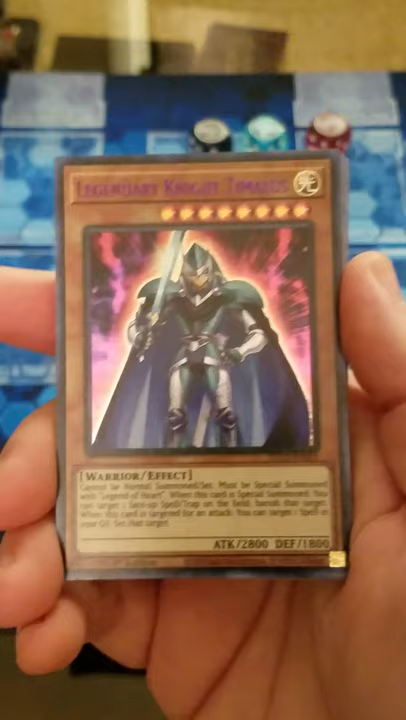 LEGENDARY KNIGHT TIMAEUS
光
[WARRIOR/EFFECT]
Cannot be Normal Summoned/Set. Must be Special Summoned
with "Legend of Heart". When this card is Special Summoned: You
can target 1 face-up Spell/Trap on the field; banish that target.
When this card is targeted for an attack: You can target 1 Spell in
your GY; Set that target.
ATK/2800 DEF/1800